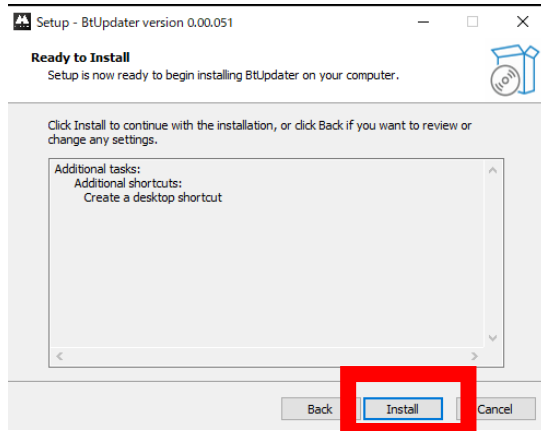 Setup - BtUpdater version 0.00.051
Ready to Install
Setup is now ready to begin installing BtUpdater on your computer.
Click Install to continue with the installation, or click Back if you want to review or
change any settings.
Additional tasks:
Additional shortcuts:
Create a desktop shortcut
Back Install Cancel